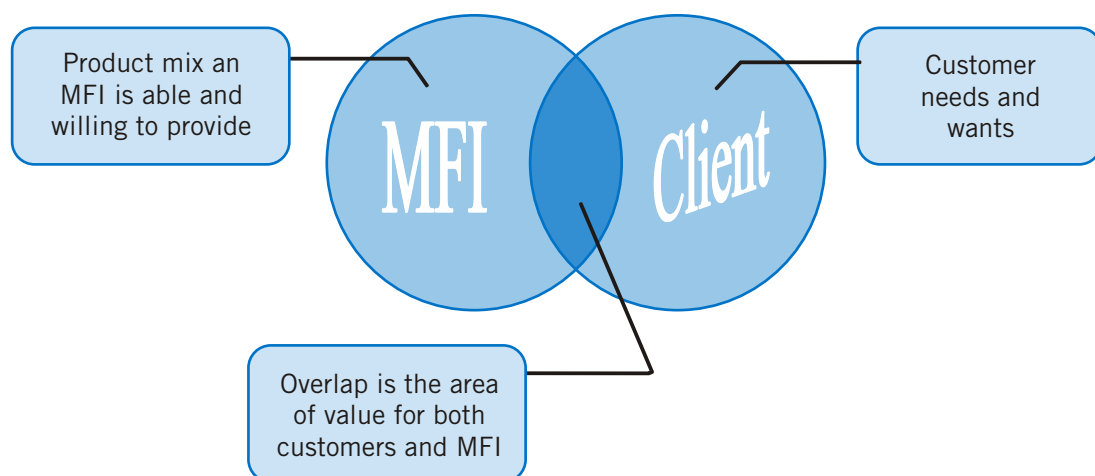 Product mix an
MFI is able and
willing to provide
MFI
Client
Customer
needs and
wants
Overlap is the area
of value for both
customers and MFI